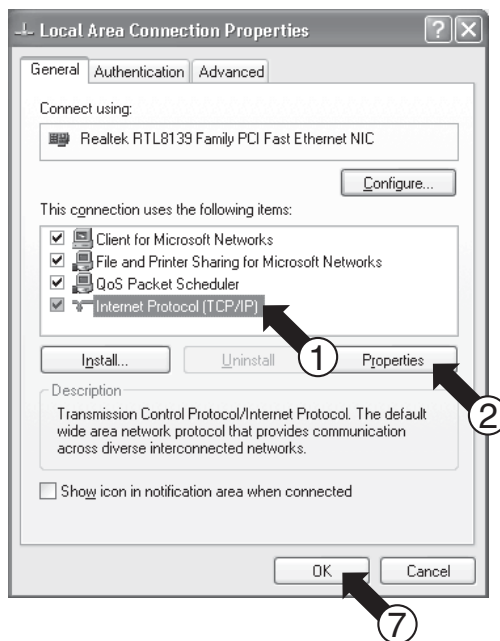 Local Area Connection Properties
General Authentication Advanced
Connect using:
Realtek RTL8139 Family PCI Fast Ethernet NIC
Configure...
This connection uses the following items:
Client for Microsoft Networks
File and Printer Sharing for Microsoft Networks
QoS Packet Scheduler
Internet Protocol (TCP/IP)
1
Install... Uninstall Properties
2
Description
Transmission Control Protocol/Internet Protocol. The default
wide area network protocol that provides communication
across diverse interconnected networks.
Show icon in notification area when connected
OK Cancel
7